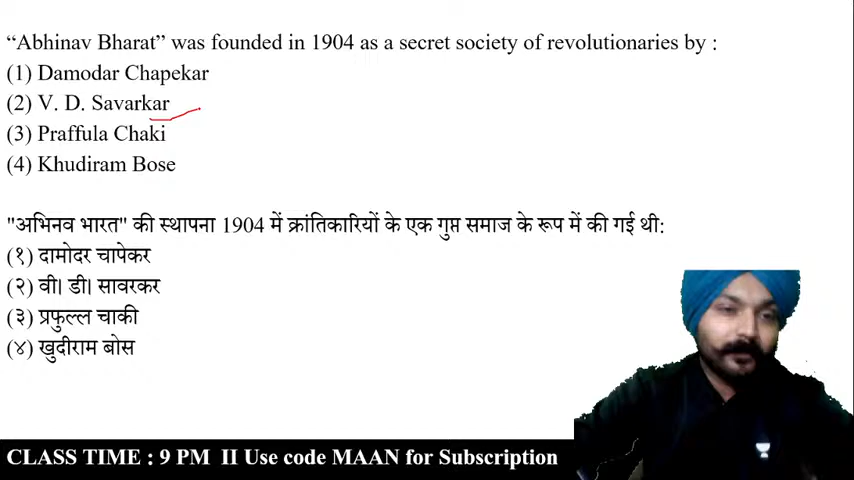 “Abhinav Bharat” was founded in 1904 as a secret society of revolutionaries by :
(1) Damodar Chapekar
(2) V. D. Savarkar
(3) Praffula Chaki
(4) Khudiram Bose
"अभिनव भारत" की स्थापना 1904 में क्रांतिकारियों के एक गुप्त समाज के रूप में की गई थी:
(१) दामोदर चापेकर
(२) वी। डी। सावरकर
(३) प्रफुल्ल चाकी
(४) खुदीराम बोस
CLASS TIME : 9 PM II Use code MAAN for Subscription